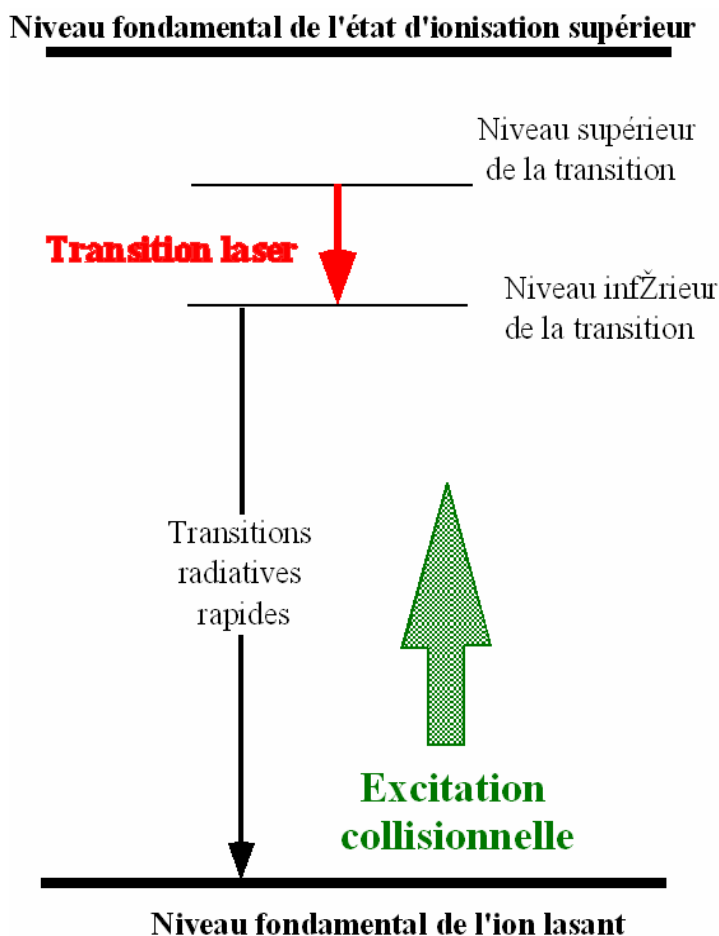 Niveau fondamental de l'état d'ionisation supérieur
Niveau supérieur
de la transition
Transition laser
Niveau infŽrieur
de la transition
Transitions
radiatives
rapides
Excitation
collisionnelle
Niveau fondamental de l'ion lasant